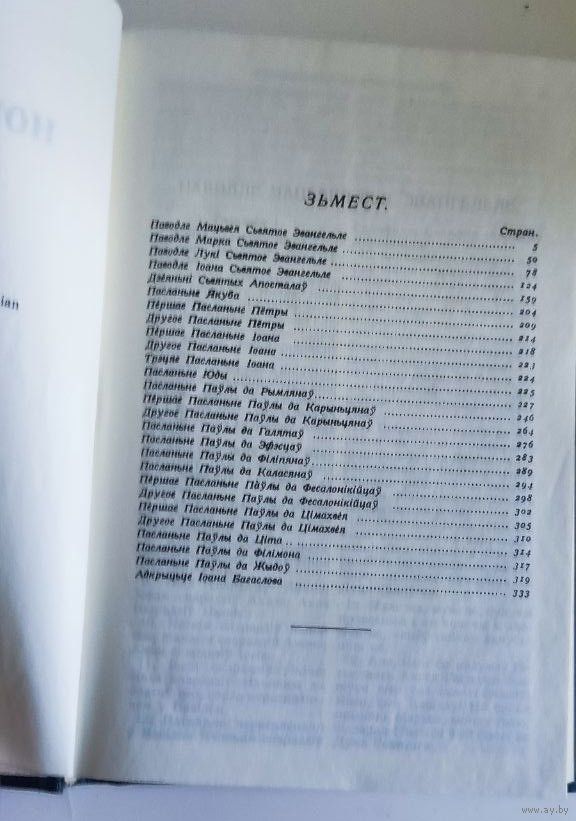 НО
ian
ЗЬМЕСТ.
Стран.
Паводле Мацьвея Сьвятое Эвангельле 5
Паводле Марка Сьвятое Эвангельле 50
Паводле Лукі Сьвятое Эвангельле 78
Паводле Іоана Сьвятое Эвангельле 124
Дзеяньні Сьвятых Апосталаў 159
Пасланьне Якуба 204
Першае Пасланьне Пётры 209
Другое Пасланьне Пётры 214
Першае Пасланьне Іоана 218
Другое Пасланьне Іоана 223
Трэцяе Пасланьне Іоана 224
Пасланьне Юды 225
Пасланьне Паўлы да Рымлянаў 227
Першае Пасланьне Паўлы да Карыньцянаў 246
Другое Пасланьне Паўлы да Карыньцянаў 264
Пасланьне Паўлы да Галятаў 276
Пасланьне Паўлы да Эфэсцаў 283
Пасланьне Паўлы да Філіпянаў 289
Пасланьне Паўлы да Каласянаў 294
Першае Пасланьне Паўлы да Фесалонікійцаў 298
Другое Пасланьне Паўлы да Фесалонікійцаў 302
Першае Пасланьне Паўлы да Цімахвея 305
Другое Пасланьне Паўлы да Цімахвея 310
Пасланьне Паўлы да Ціта 314
Пасланьне Паўлы да Філімона 317
Пасланьне Паўлы да Жыдоў 319
Адкрыцьце Іоана Багаслова 333
www.ay.by